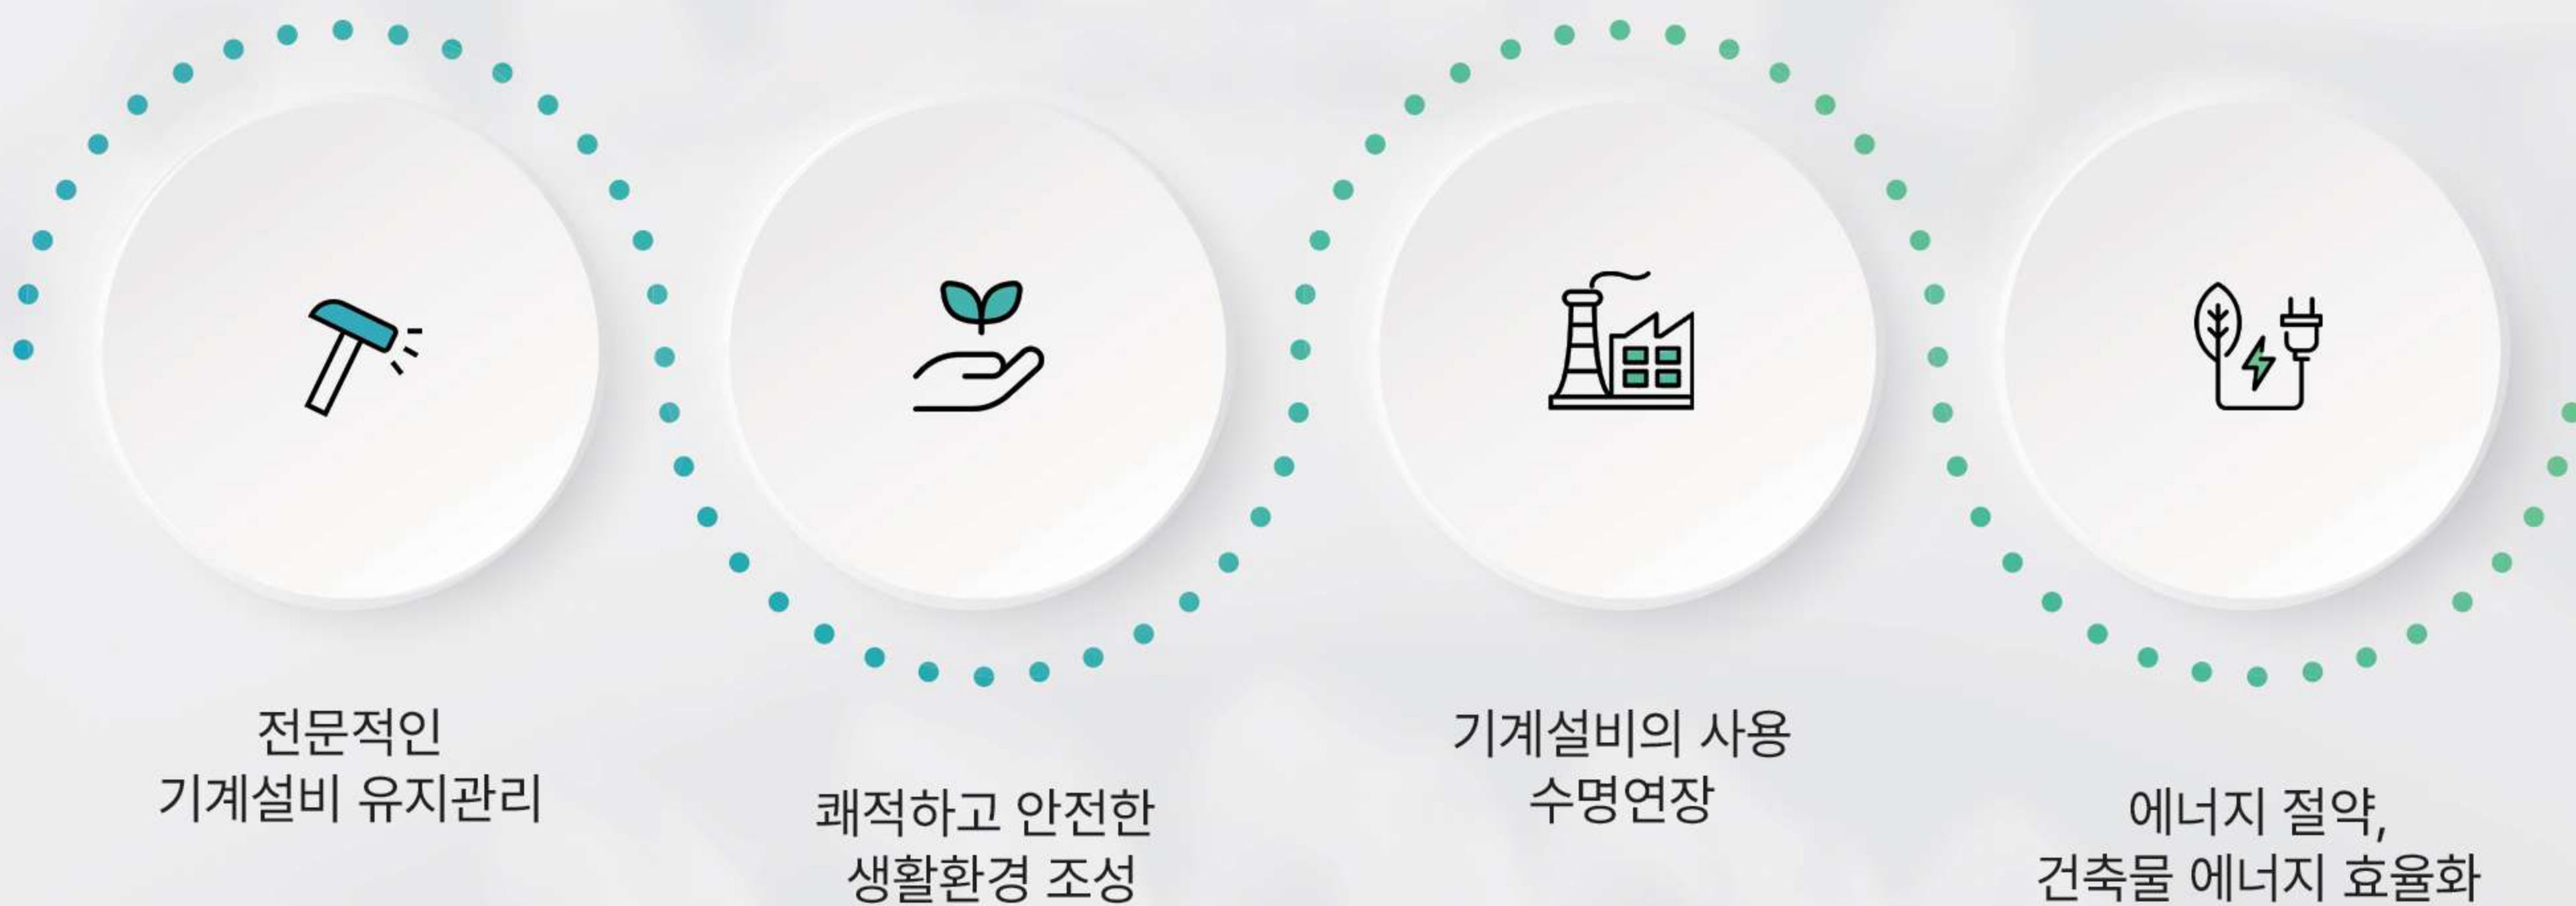 전문적인
기계설비 유지관리
쾌적하고 안전한
생활환경 조성
기계설비의 사용
수명연장
에너지 절약,
건축물 에너지 효율화